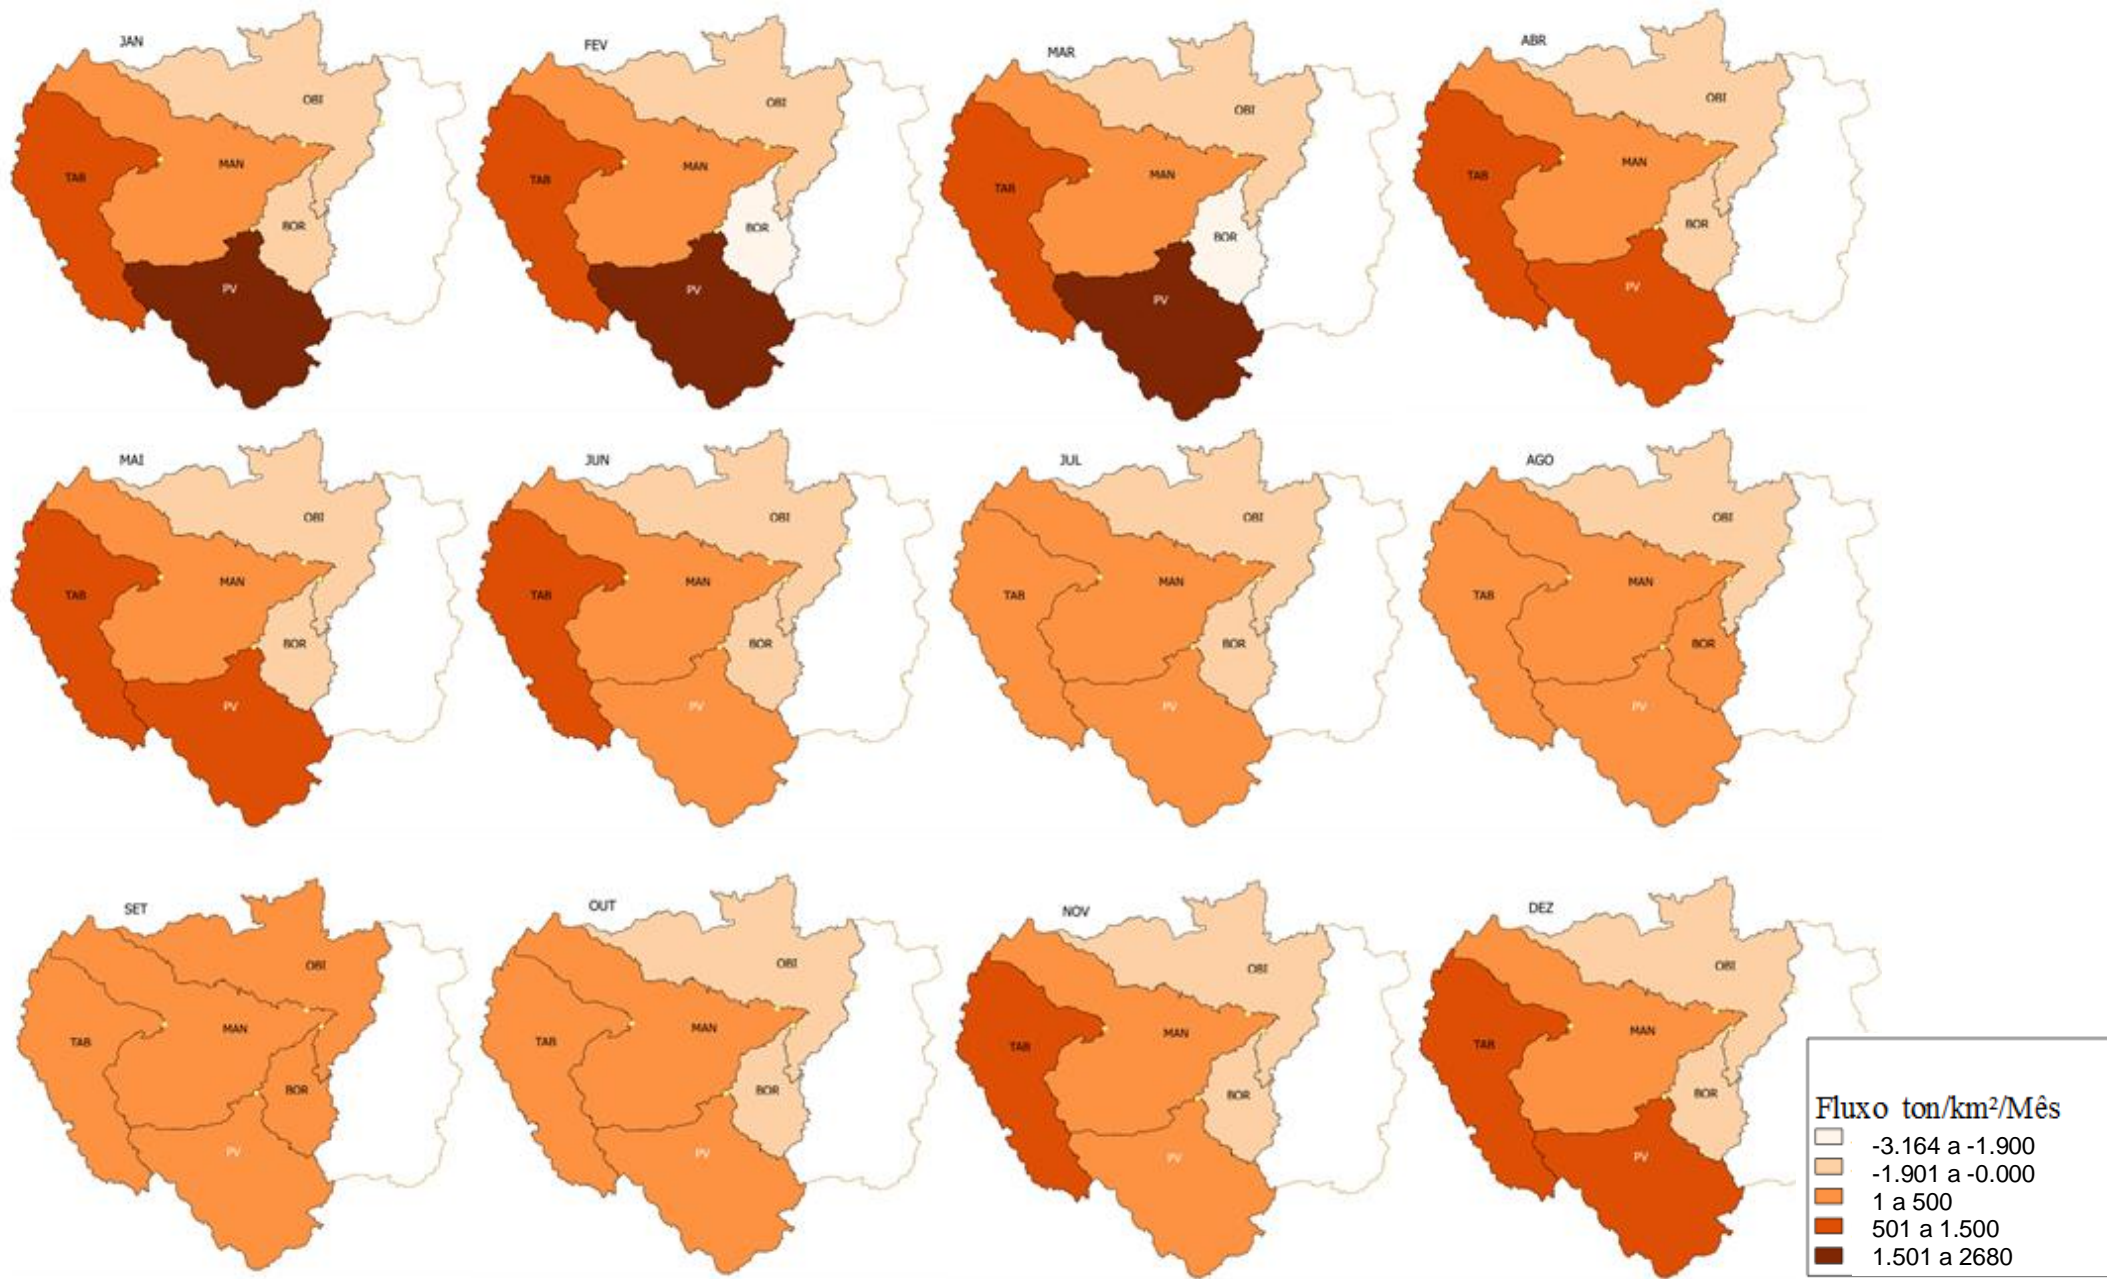 JAN
OBI
MAN
TAB
BOR
PV
FEV
OBI
MAN
TAB
BOR
PV
MAR
OBI
MAN
TAB
BOR
PV
ABR
OBI
MAN
TAB
BOR
PV
MAI
OBI
MAN
TAB
BOR
PV
JUN
OBI
MAN
TAB
BOR
PV
JUL
OBI
MAN
TAB
BOR
PV
AGO
OBI
MAN
TAB
BOR
PV
SET
OBI
MAN
TAB
BOR
PV
OUT
OBI
MAN
TAB
BOR
PV
NOV
OBI
MAN
TAB
BOR
PV
DEZ
OBI
MAN
TAB
BOR
PV
Fluxo ton/km²/Mês
-3.164 a -1.900
-1.901 a -0.000
1 a 500
501 a 1.500
1.501 a 2680